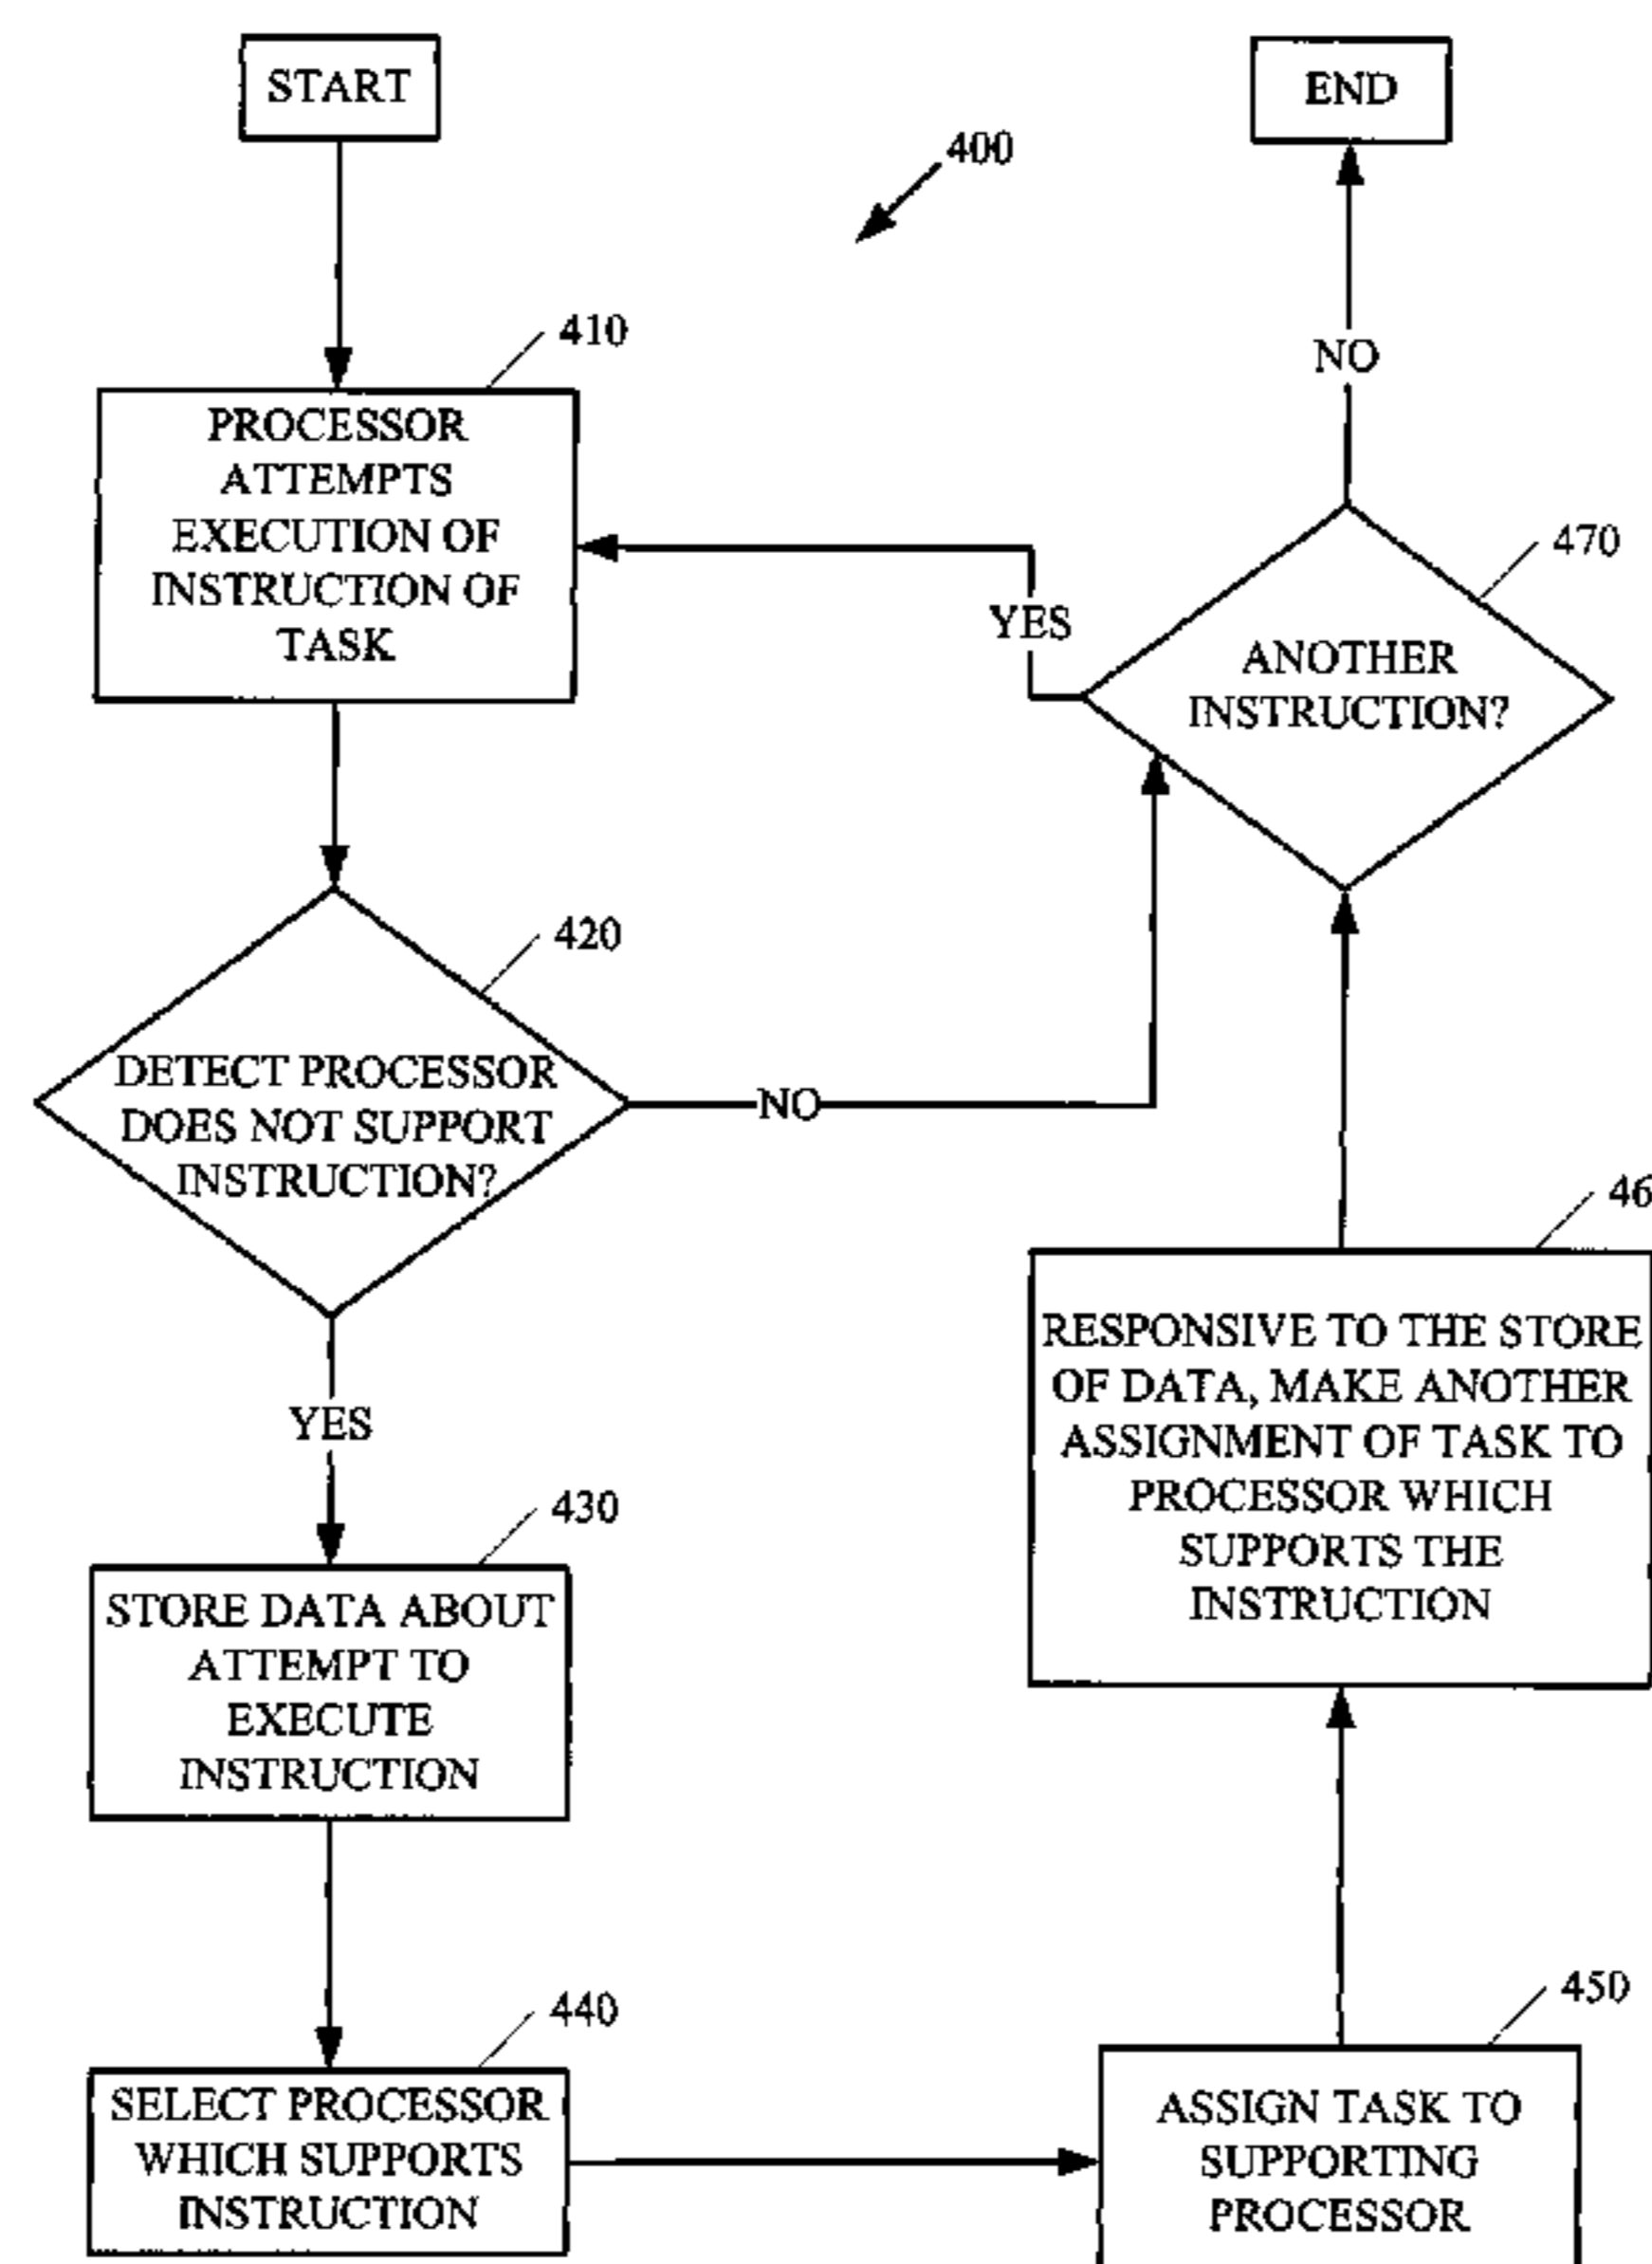 START
END
400
410
PROCESSOR
ATTEMPTS
EXECUTION OF
INSTRUCTION OF
TASK
NO
470
YES
ANOTHER
INSTRUCTION?
420
DETECT PROCESSOR
DOES NOT SUPPORT
INSTRUCTION?
NO
46
RESPONSIVE TO THE STORE
OF DATA, MAKE ANOTHER
ASSIGNMENT OF TASK TO
PROCESSOR WHICH
SUPPORTS THE
INSTRUCTION
YES
430
STORE DATA ABOUT
ATTEMPT TO
EXECUTE
INSTRUCTION
440
SELECT PROCESSOR
WHICH SUPPORTS
INSTRUCTION
450
ASSIGN TASK TO
SUPPORTING
PROCESSOR